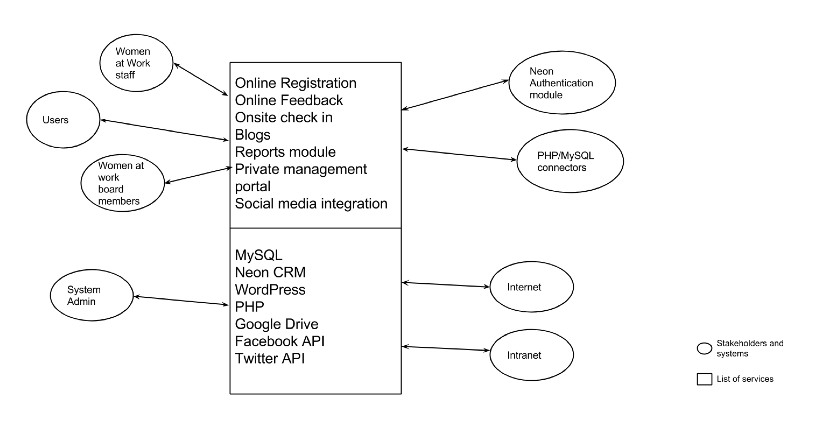 Women
at Work
staff
Users
Women at
work
board
members
System
Admin
Online Registration
Online Feedback
Onsite check in
Blogs
Reports module
Private management
portal
Social media integration
MySQL
Neon CRM
WordPress
PHP
Google Drive
Facebook API
Twitter API
Neon
Authentication
module
PHP/MySQL
connectors
Internet
Intranet
Stakeholders and
systems
List of services